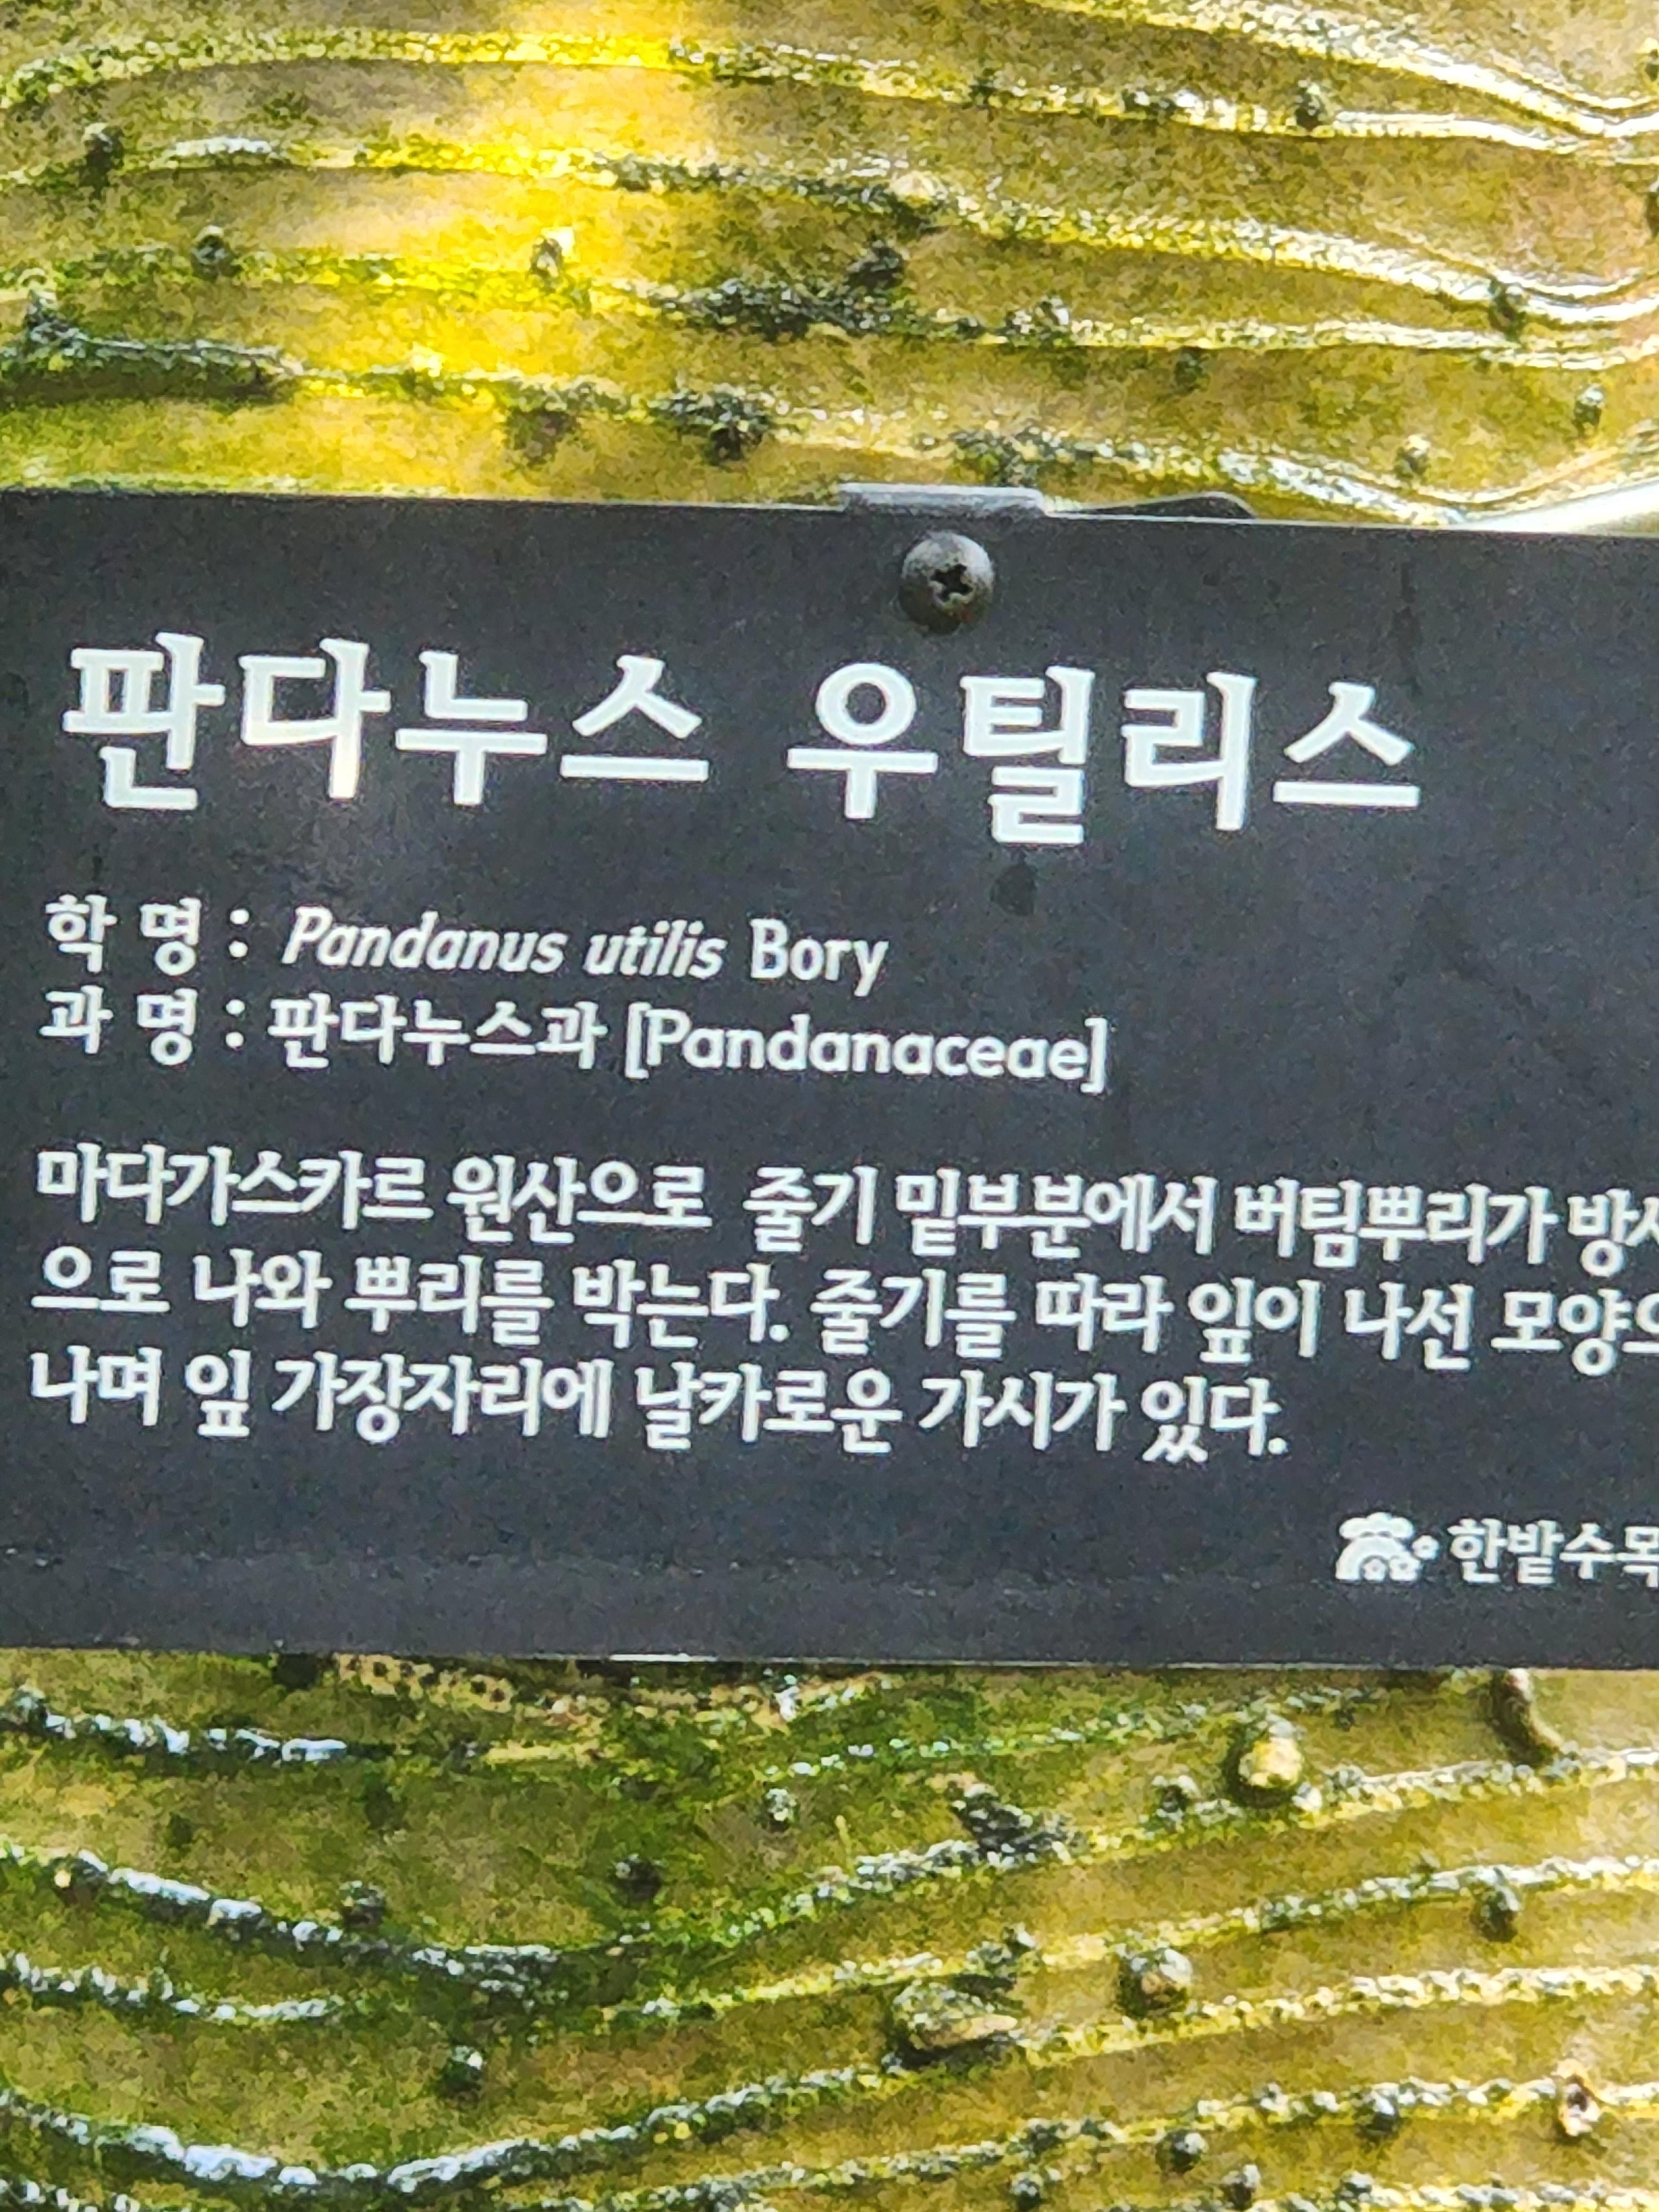 판다누스 우틸리스
학 명 : Pandanus utilis Bory
과 명 : 판다누스과 [Pandanaceae]
마다가스카르 원산으로 줄기 밑부분에서 버팀뿌리가
으로 나와 뿌리를 박는다. 줄기를 따라 잎이 나선
나며 잎 가장자리에 날카로운 가시가 있다.